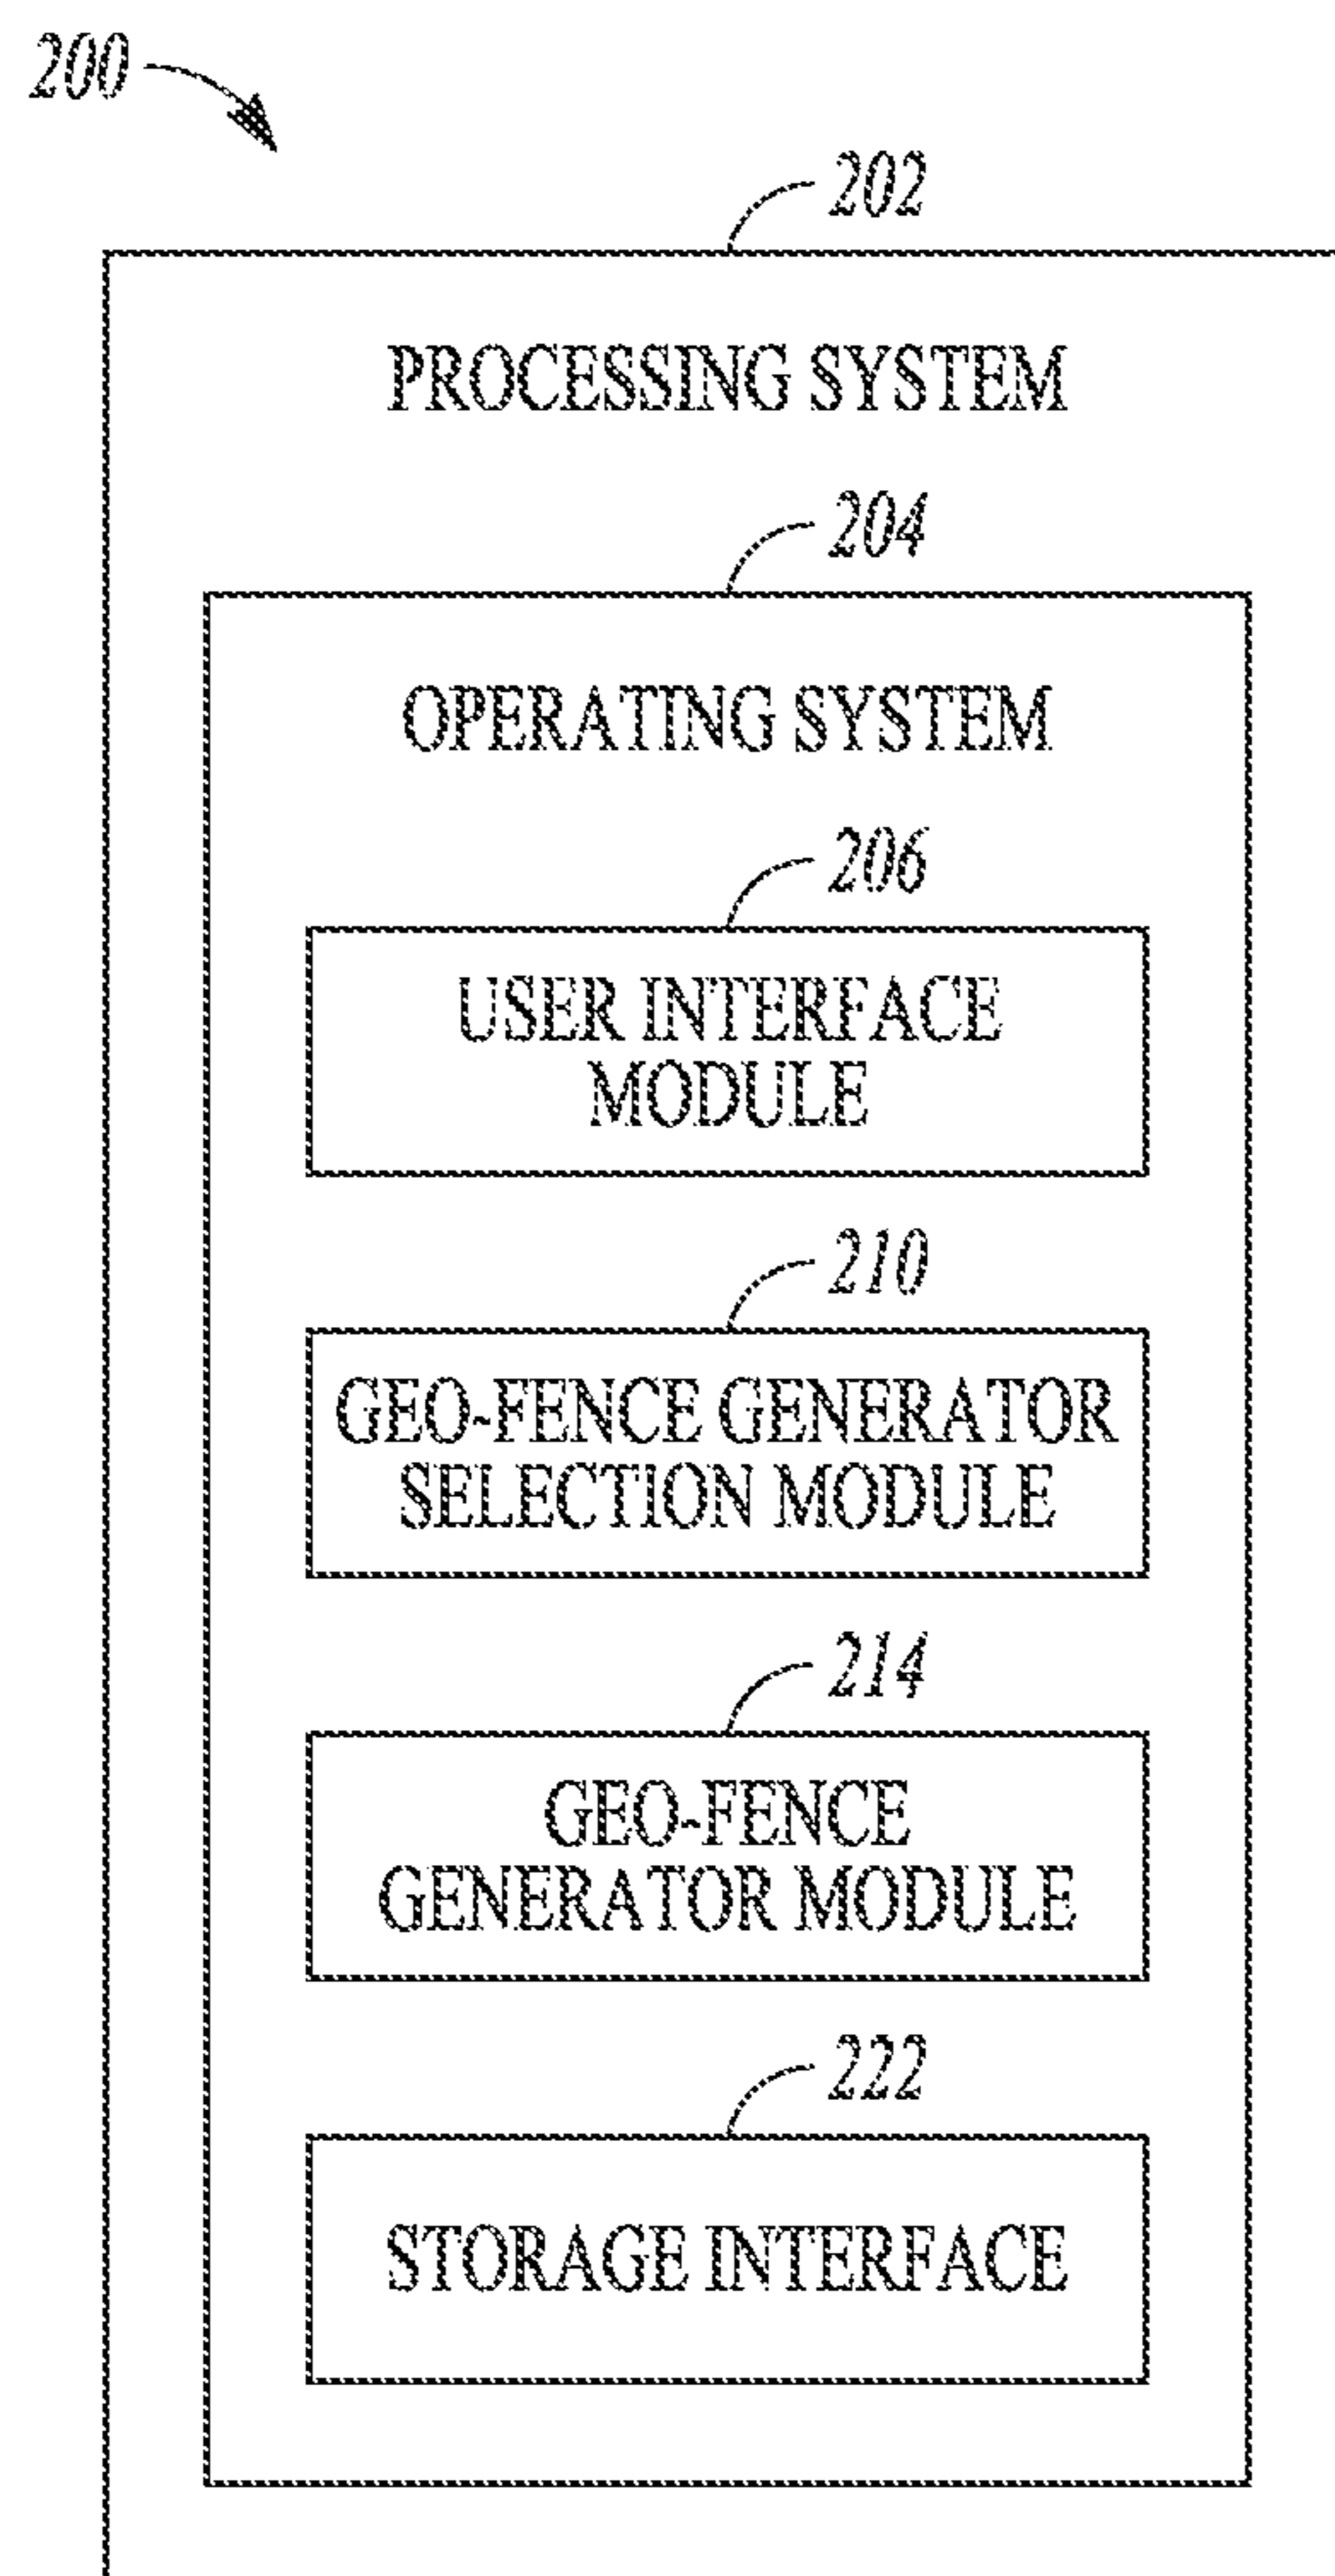 200
202
PROCESSING SYSTEM
204
OPERATING SYSTEM
206
USER INTERFACE
MODULE
210
GEO-FENCE GENERATOR
SELECTION MODULE
214
GEO-FENCE
GENERATOR MODULE
222
STORAGE INTERFACE